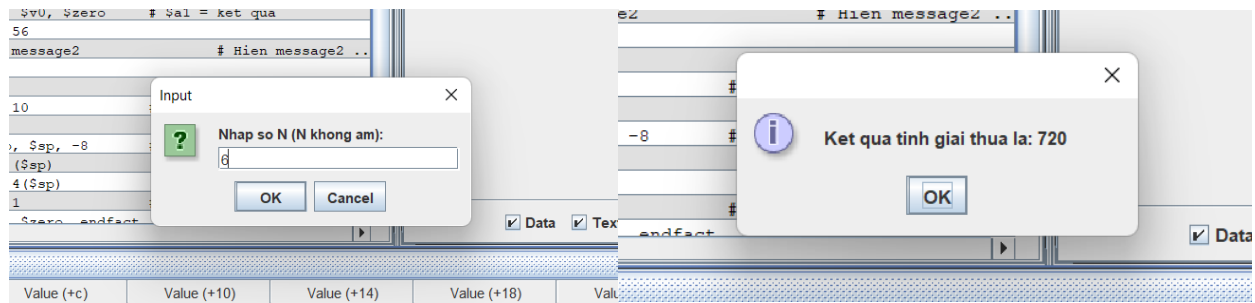 $v0, $zero # $a1 = ket qua
56
message2 # Hien message2 ..
10 #
$sp, -8
($sp)
4($sp)
1
$zero, endfact
Input
Nhap so N (N khong am):
6
OK Cancel
Data
Value (+c) Value (+10) Value (+14) Value (+18)
e2 # Hien message2 ..
#
-8 #
#
endfact
Ket qua tinh giai thua la: 720
OK
Data